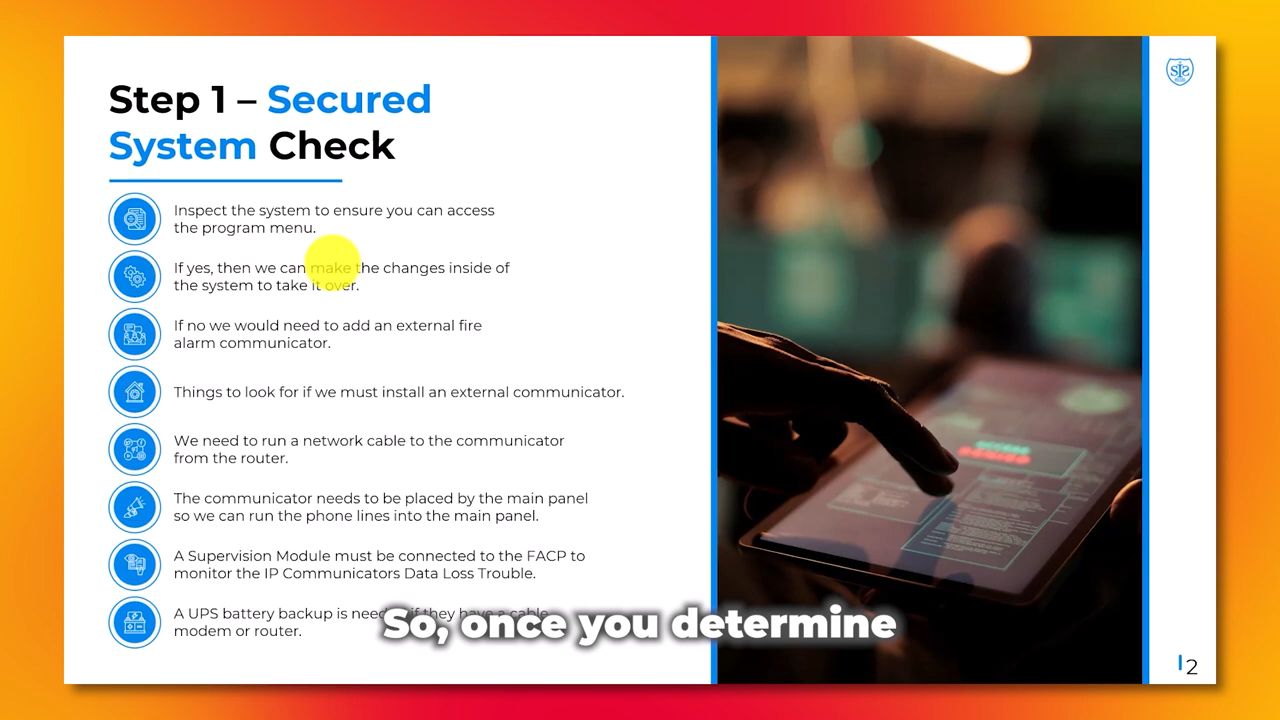 Step 1 – Secured
System Check
Inspect the system to ensure you can access
the program menu.
If yes, then we can make the changes inside of
the system to take it over.
If no we would need to add an external fire
alarm communicator.
Things to look for if we must install an external communicator.
We need to run a network cable to the communicator
from the router.
The communicator needs to be placed by the main panel
so we can run the phone lines into the main panel.
A Supervision Module must be connected to the FACP to
monitor the IP Communicators Data Loss Trouble.
A UPS battery backup is needed if they have a cable
modem or router.
So, once you determine
SIS
2